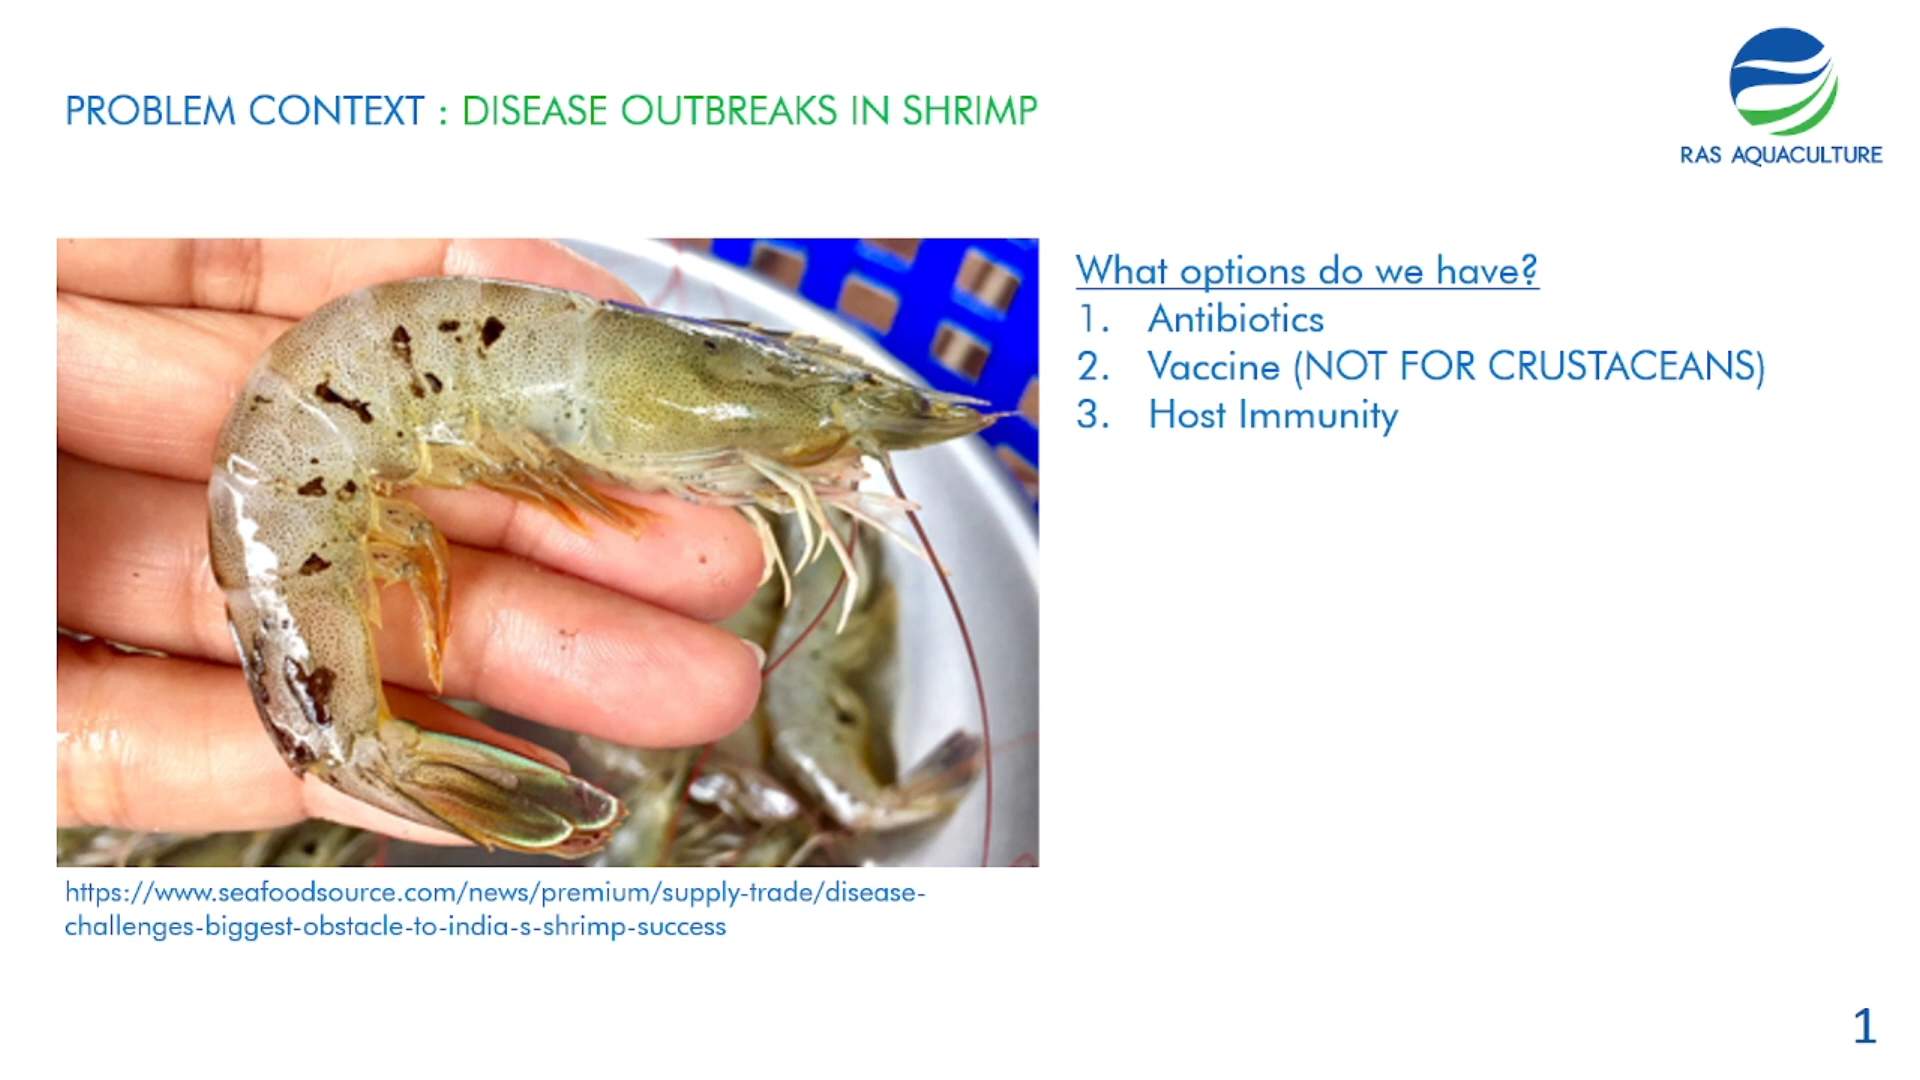 PROBLEM CONTEXT : DISEASE OUTBREAKS IN SHRIMP
RAS AQUACULTURE
What options do we have?
1. Antibiotics
2. Vaccine (NOT FOR CRUSTACEANS)
3. Host Immunity
https://www.seafoodsource.com/news/premium/supply-trade/disease-
challenges-biggest-obstacle-to-india-s-shrimp-success
1